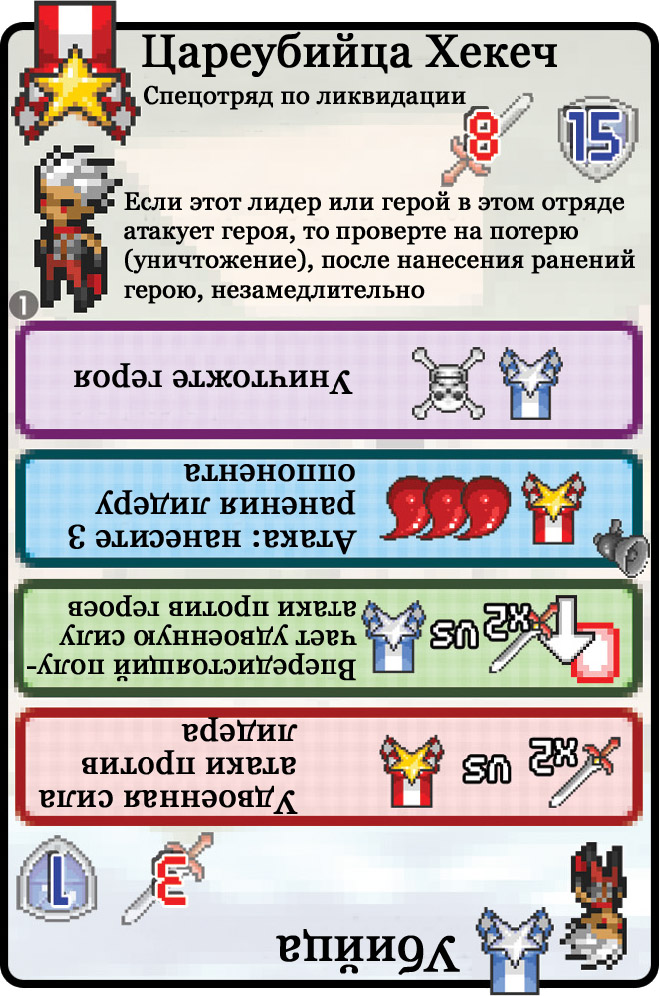 Цареубийца Хекеч
Спецотряд по ликвидации
8
15
Если этот лидер или герой в этом отряде
атакует героя, то проверте на потерю
(уничтожение), после нанесения ранений
герою, незамедлительно
1
Убийца
3
1
x2 vs
Удвоенная сила
атаки против
лидера
x2 vs
Впередистоящий полу-
чает удвоенную силу
атаки против героев
Атака: нанесите 3
ранения лидеру
оппонента
Уничтожте героя